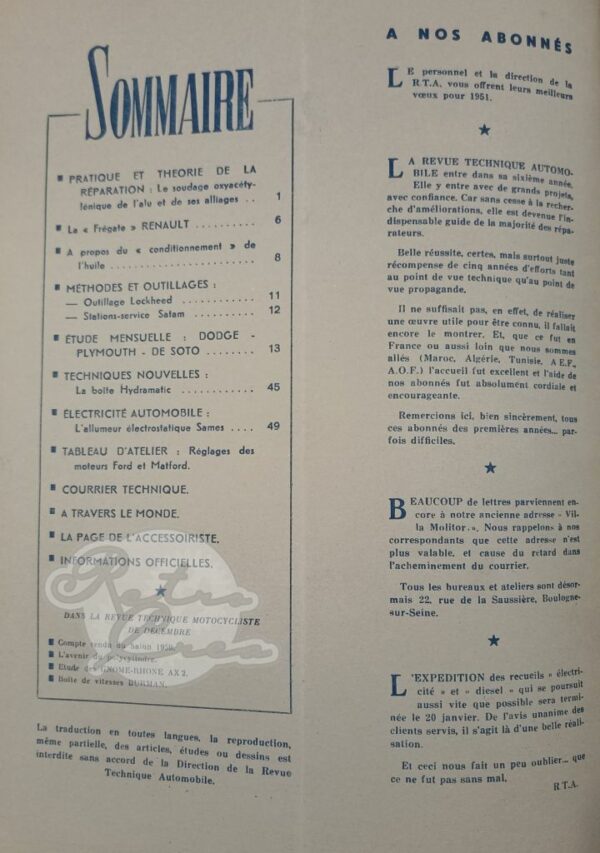 SOMMAIRE
■ PRATIQUE ET THEORIE DE LA
RÉPARATION : Le soudage oxyacéty-
lénique de l'alu et de ses alliages .. 1
■ La « Frégate » RENAULT .......... 6
■ A propos du « conditionnement » de
l'huile .................... 8
■ MÉTHODES ET OUTILLAGES :
— Outillage Lockheed ........... 11
— Stations-service Satam .......... 12
■ ÉTUDE MENSUELLE : DODGE -
PLYMOUTH - DE SOTO ....... 13
■ TECHNIQUES NOUVELLES :
La boîte Hydramatic .......... 45
■ ÉLECTRICITÉ AUTOMOBILE :
L'allumeur électrostatique Sames .... 49
■ TABLEAU D'ATELIER : Réglages des
moteurs Ford et Matford.
■ COURRIER TECHNIQUE.
■ A TRAVERS LE MONDE.
■ LA PAGE DE L'ACCESSOIRISTE.
■ INFORMATIONS OFFICIELLES.
★
DANS LA REVUE TECHNIQUE MOTOCYCLISTE
DE DÉCEMBRE
■ Compte rendu du Salon 1950.
■ L'avenir du polycylindre.
■ Etude des GNOME-RHONE AX 2.
■ Boîte de vitesses BURMAN.
La traduction en toutes langues, la reproduction,
même partielle, des articles, études ou dessins est
interdite sans accord de la Direction de la Revue
Technique Automobile.
A NOS ABONNÉS
LE personnel et la direction de la
R.T.A. vous offrent leurs meilleurs
vœux pour 1951.
★
LA REVUE TECHNIQUE AUTOMO-
BILE entre dans sa sixième année.
Elle y entre avec de grands projets,
avec confiance. Car sans cesse à la recher-
che d'améliorations, elle est devenue l'in-
dispensable guide de la majorité des répa-
rateurs.
Belle réussite, certes, mais surtout juste
récompense de cinq années d'efforts tant
au point de vue technique qu'au point de
vue propagande.
Il ne suffisait pas, en effet, de réaliser
une œuvre utile pour être connu, il fallait
encore le montrer. Et, que ce fut en
France ou aussi loin que nous sommes
allés (Maroc, Algérie, Tunisie, A.E.F.,
A.O.F.) l'accueil fut excellent et l'aide de
nos abonnés fut absolument cordiale et
encourageante.
Remercions ici, bien sincèrement, tous
ces abonnés des premières années... par-
fois difficiles.
★
BEAUCOUP de lettres parviennent en-
core à notre ancienne adresse « Vil-
la Molitor ». Nous rappelons à nos
correspondants que cette adresse n'est
plus valable, et cause du retard dans
l'acheminement du courrier.
Tous les bureaux et ateliers sont désor-
mais 22, rue de la Saussière, Boulogne-
sur-Seine.
★
L'EXPEDITION des recueils « électri-
cité » et « diesel » qui se poursuit
aussi vite que possible sera termi-
née le 20 janvier. De l'avis unanime des
clients servis, il s'agit là d'une belle réali-
sation.
Et ceci nous fait un peu oublier... que
ce ne fut pas sans mal.
R.T.A.
Retro
Crea